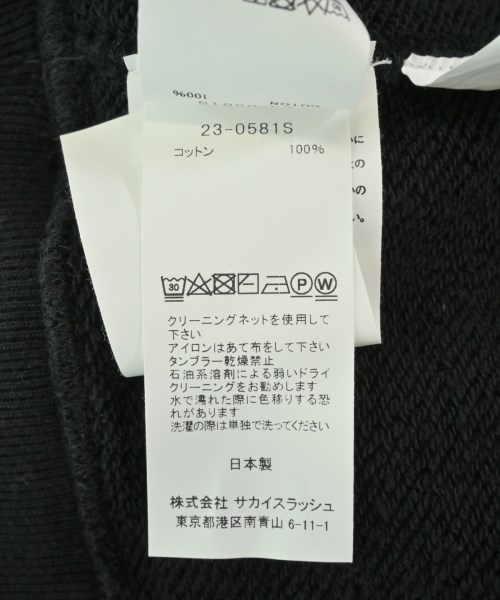 100%
23-0581S
コットン 100%
に
の
の
い。
30 P W
クリーニングネットを使用して
下さい
アイロンはあて布をして下さい
タンブラー乾燥禁止
石油系溶剤による弱いドライ
クリーニングをお勧めします
水で濡れた際に色移りする恐
れがあります
洗濯の際は単独で洗ってください
日本製
株式会社 サカイスラッシュ
東京都港区南青山 6-11-1